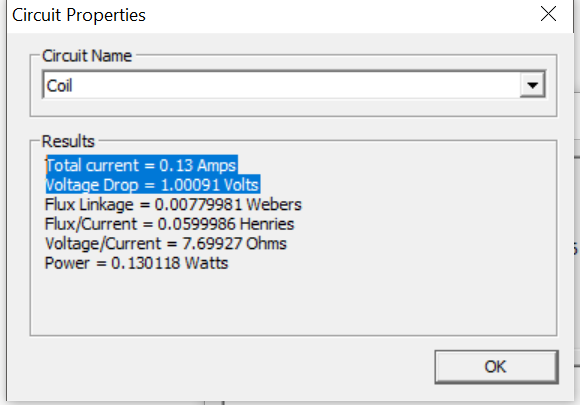 Circuit Properties
Circuit Name
Coil
Results
Total current = 0.13 Amps
Voltage Drop = 1.00091 Volts
Flux Linkage = 0.00779981 Webers
Flux/Current = 0.0599986 Henries
Voltage/Current = 7.69927 Ohms
Power = 0.130118 Watts
OK